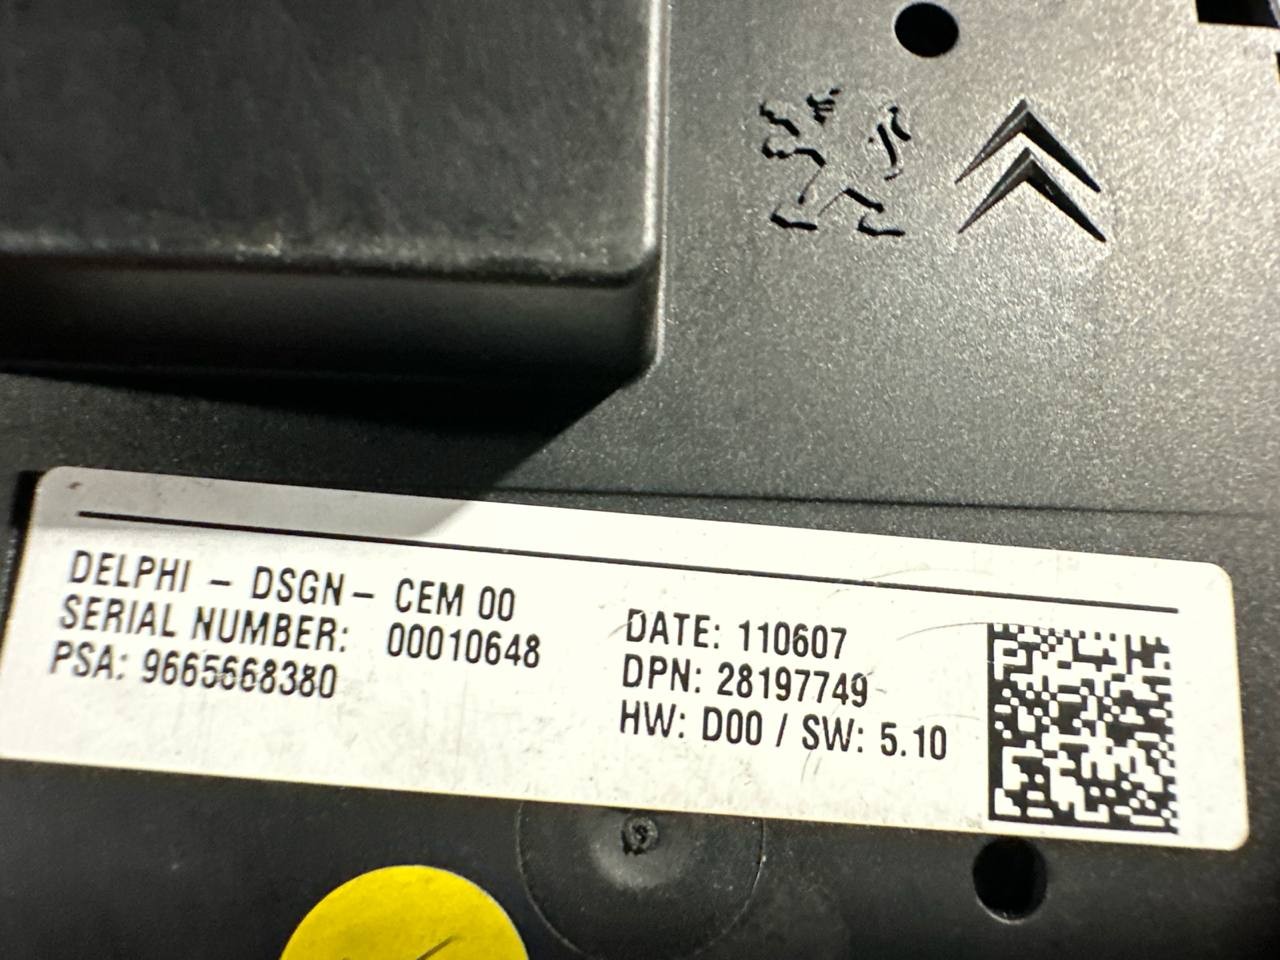 DELPHI - DSGN - CEM 00
SERIAL NUMBER: 00010648
PSA: 9665668380
DATE: 110607
DPN: 28197749
HW: D00 / SW: 5.10